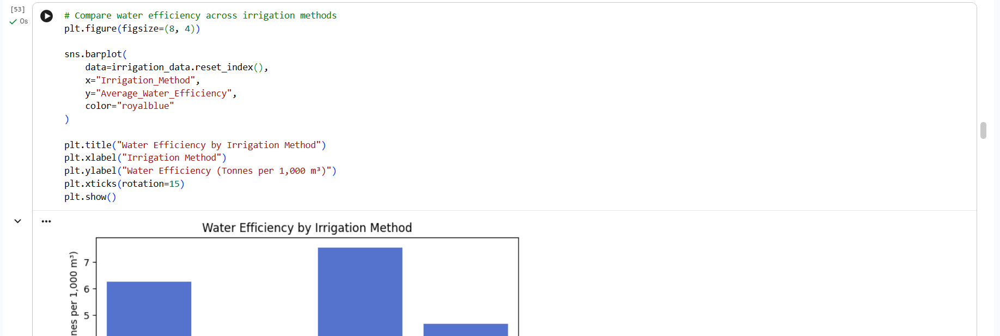 [53]
0s
# Compare water efficiency across irrigation methods
plt.figure(figsize=(8, 4))
sns.barplot(
    data=irrigation_data.reset_index(),
    x="Irrigation_Method",
    y="Average_Water_Efficiency",
    color="royalblue"
)
plt.title("Water Efficiency by Irrigation Method")
plt.xlabel("Irrigation Method")
plt.ylabel("Water Efficiency (Tonnes per 1,000 m³)")
plt.xticks(rotation=15)
plt.show()
Water Efficiency by Irrigation Method
nes per 1,000 m³)
7
6
5